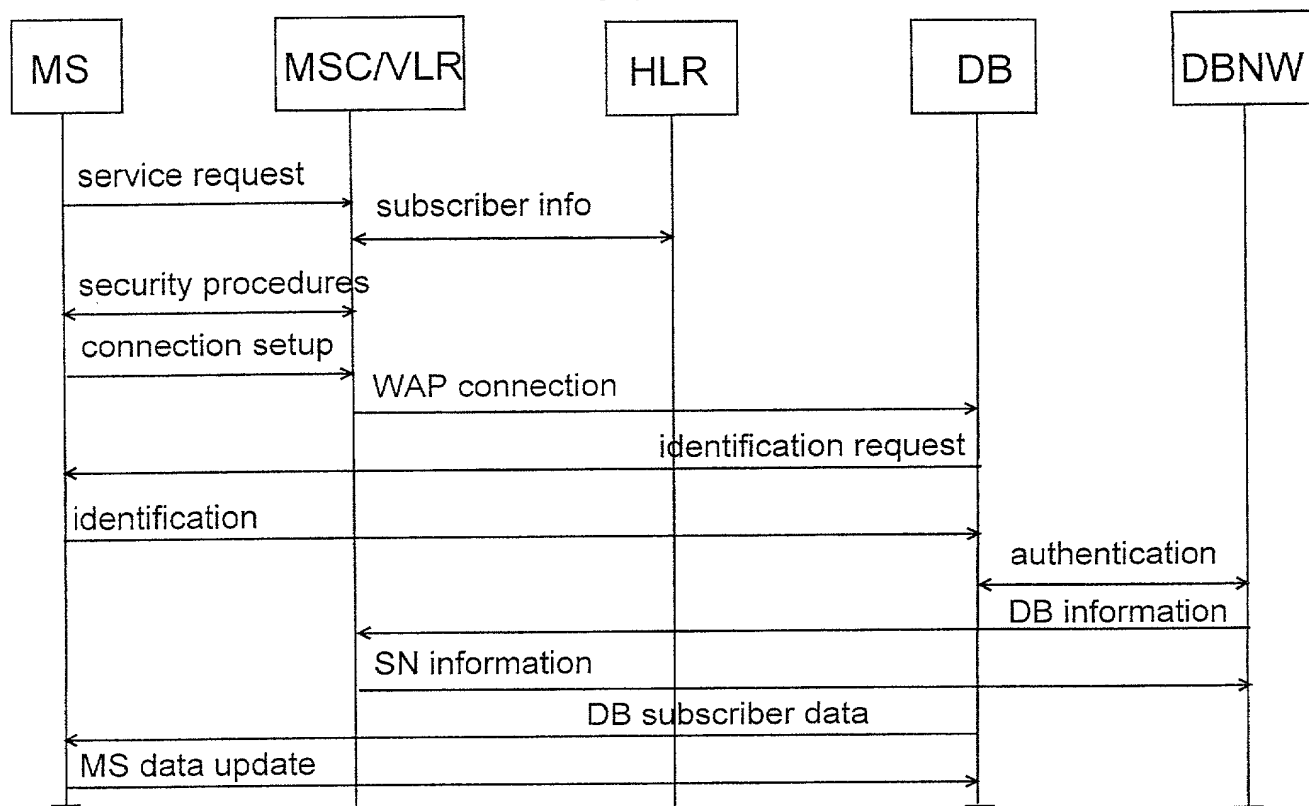 MS
MSC/VLR
HLR
DB
DBNW
service request
subscriber info
security procedures
connection setup
WAP connection
identification request
identification
authentication
DB information
SN information
DB subscriber data
MS data update